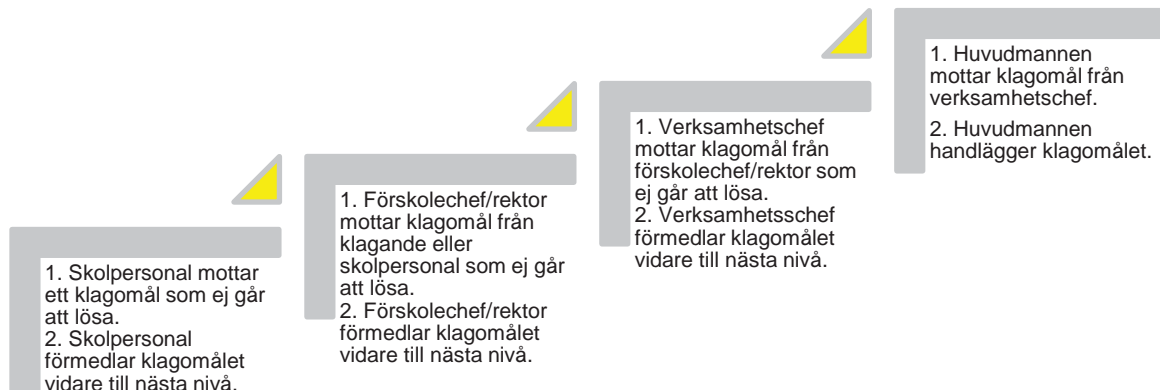 1. Skolpersonal mottar
ett klagomål som ej går
att lösa.
2. Skolpersonal
förmedlar klagomålet
vidare till nästa nivå.
1. Förskolechef/rektor
mottar klagomål från
klagande eller
skolpersonal som ej går
att lösa.
2. Förskolechef/rektor
förmedlar klagomålet
vidare till nästa nivå.
1. Verksamhetschef
mottar klagomål från
förskolechef/rektor som
ej går att lösa.
2. Verksamhetsschef
förmedlar klagomålet
vidare till nästa nivå.
1. Huvudmannen
mottar klagomål från
verksamhetschef.
2. Huvudmannen
handlägger klagomålet.